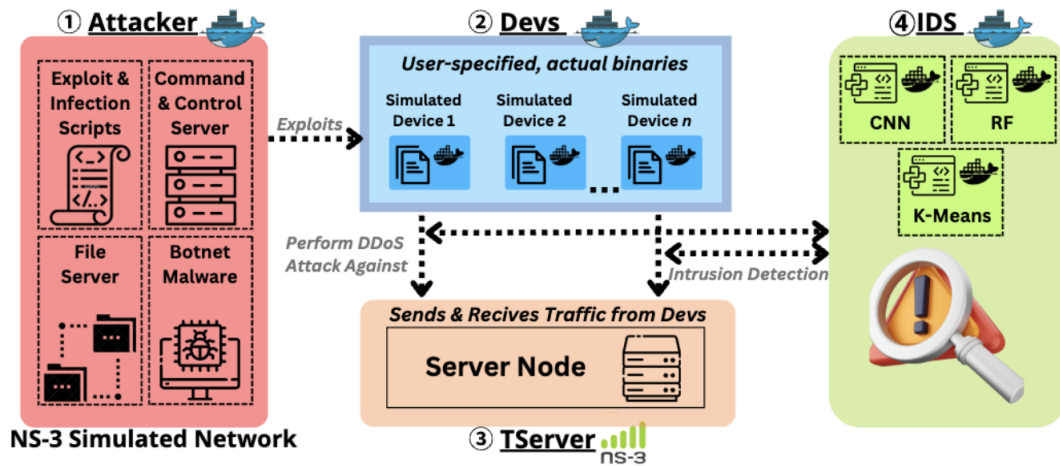 ① Attacker
Exploit &
Infection
Scripts
Command
& Control
Server
File
Server
Botnet
Malware
NS-3 Simulated Network
Exploits
② Devs
User-specified, actual binaries
Simulated
Device 1
Simulated
Device 2
Simulated
Device n
...
Perform DDoS
Attack Against
Intrusion Detection
Sends & Recives Traffic from Devs
Server Node
③ TServer
ns-3
④IDS
CNN
RF
K-Means